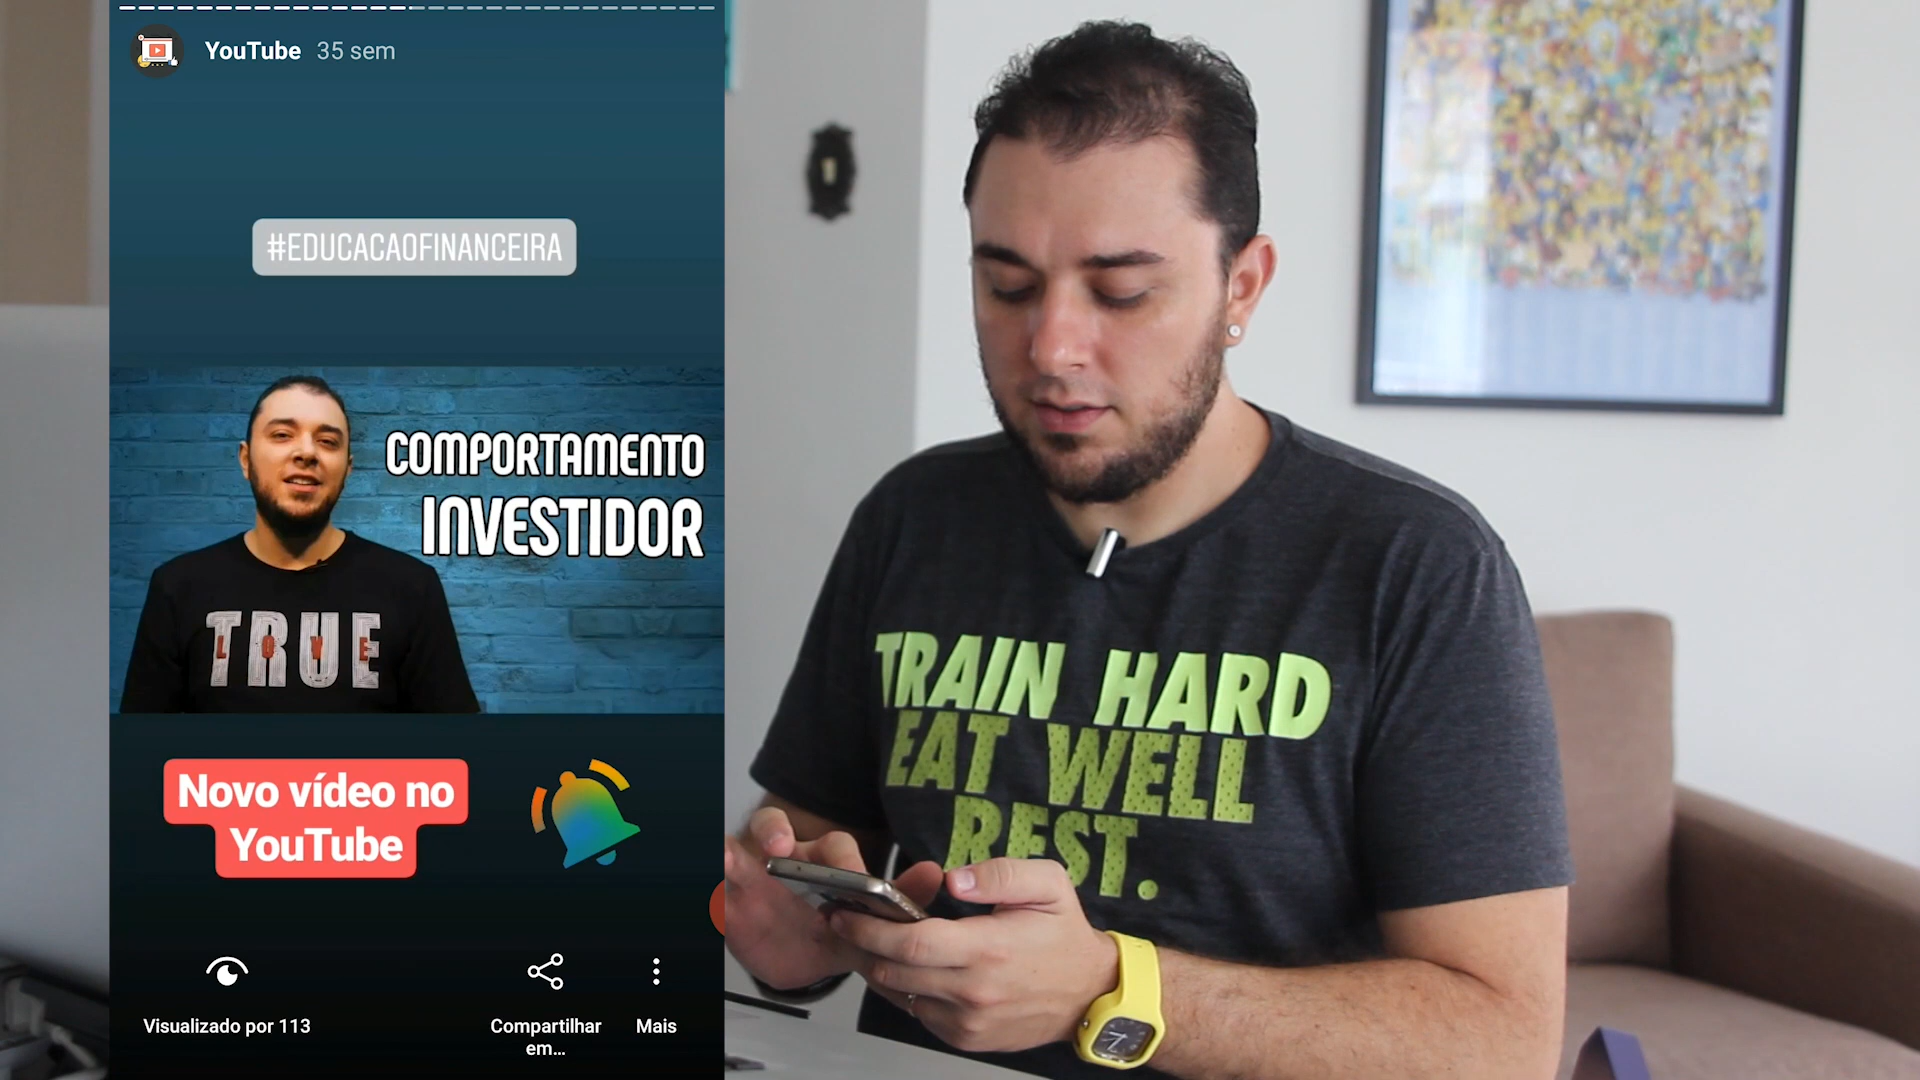 YouTube 35 sem
#EDUCACAOFINANCEIRA
COMPORTAMENTO
INVESTIDOR
TRUE
LOVE
Novo vídeo no
YouTube
Visualizado por 113
Compartilhar
em...
Mais
TRAIN HARD
EAT WELL
REST.